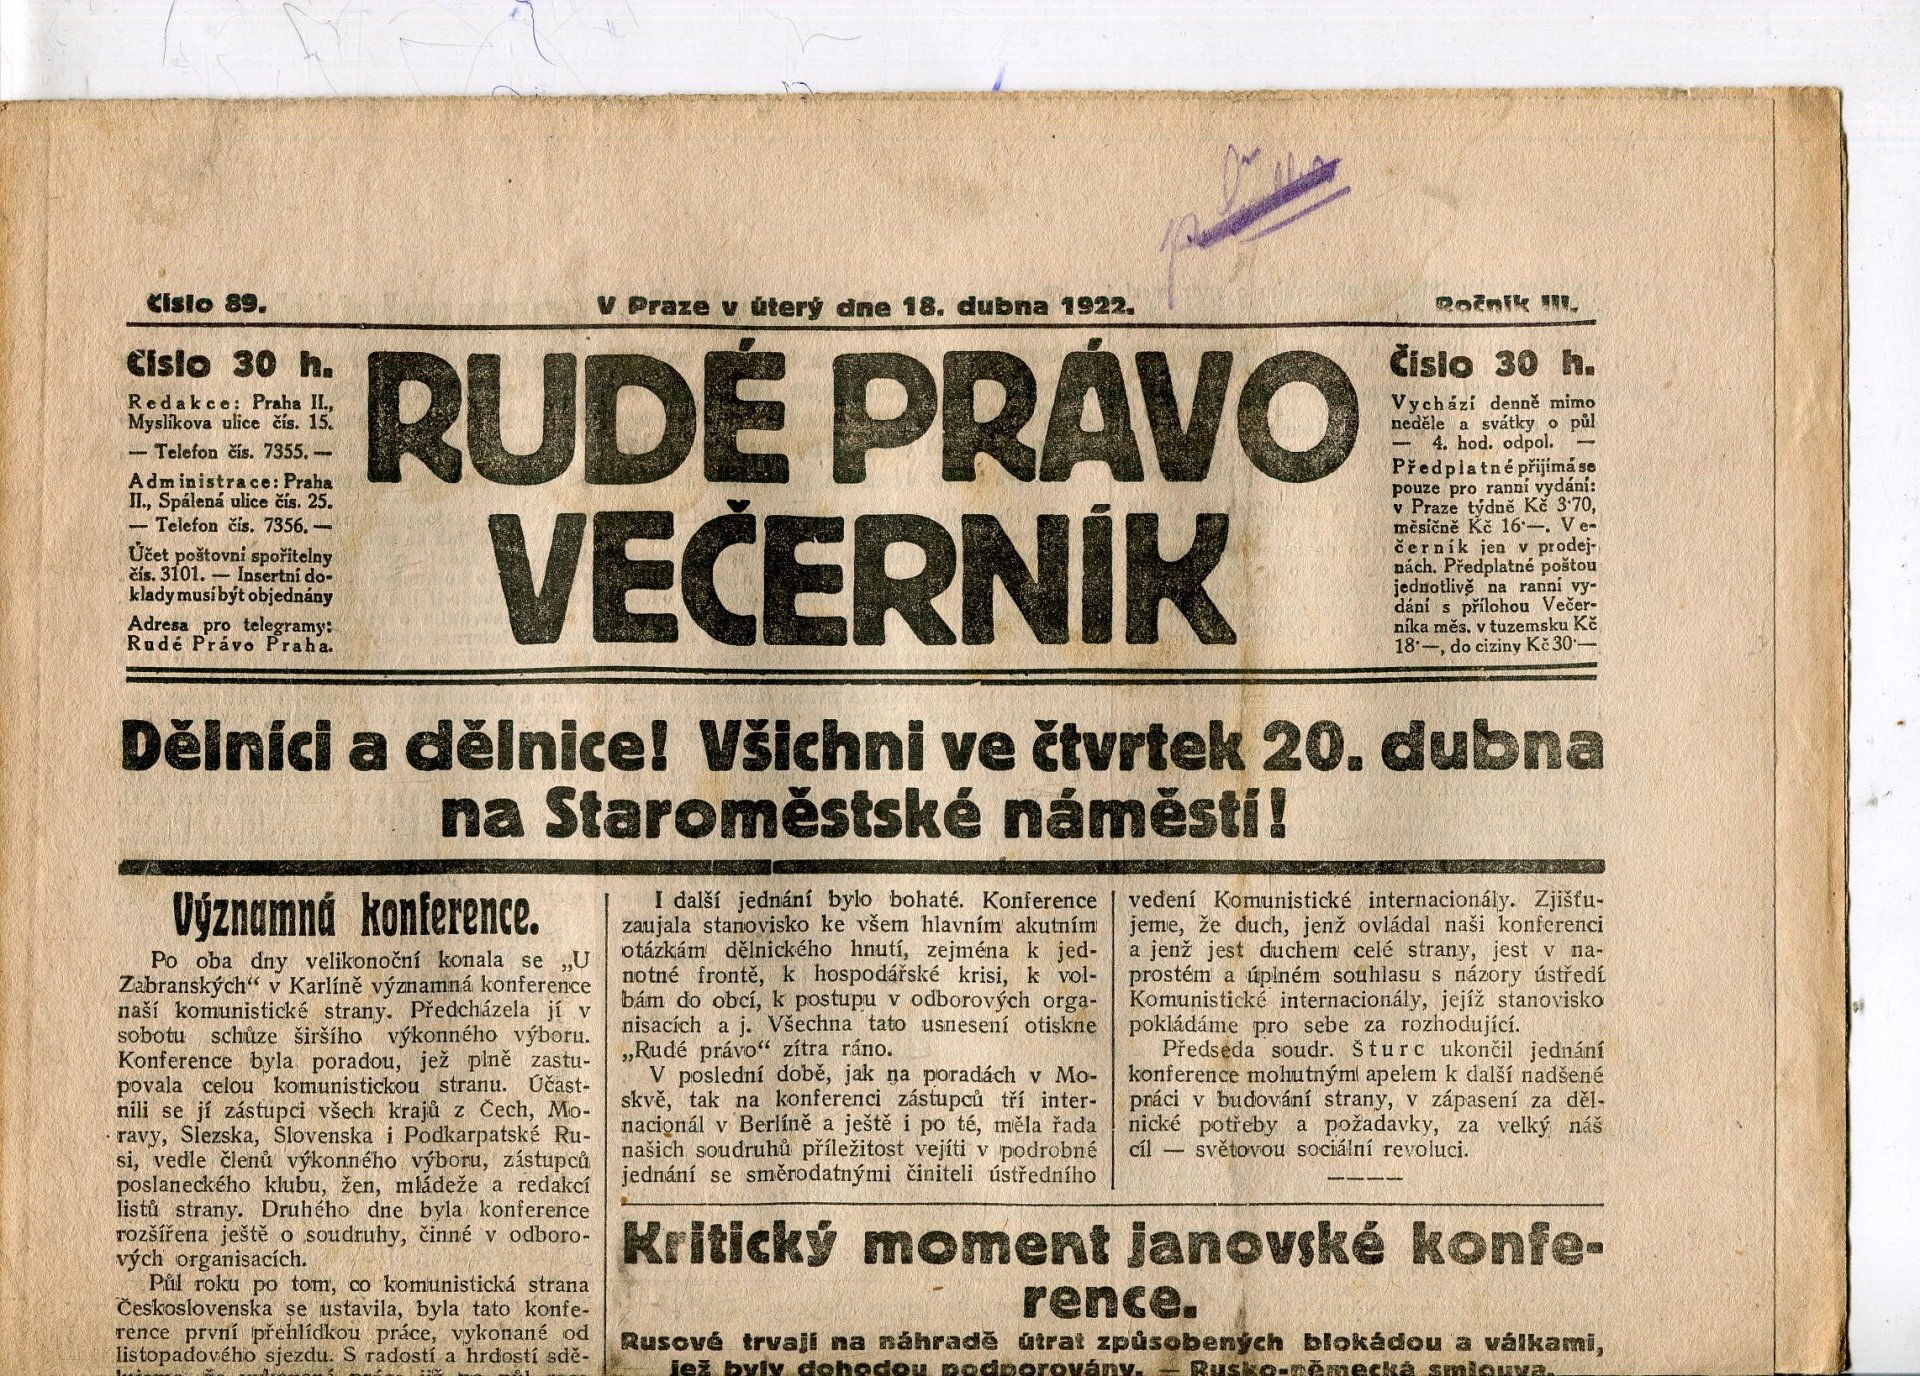 Číslo 89.
V Praze v úterý dne 18. dubna 1922.
Ročník III.
Číslo 30 h.
Redakce: Praha II.,
Myslíkova ulice čís. 15.
— Telefon čís. 7355. —
Administrace: Praha
II., Spálená ulice čís. 25.
— Telefon čís. 7356. —
Účet poštovní spořitelny
čís. 3101. — Insertní do-
klady musí být objednány
Adresa pro telegramy:
Rudé Právo Praha.
RUDÉ PRÁVO
VEČERNÍK
Číslo 30 h.
Vychází denně mimo
neděle a svátky o půl
— 4. hod. odpol. —
Předplatné přijímá se
pouze pro ranní vydání:
v Praze týdně Kč 3·70,
měsíčně Kč 16·—. Ve-
černík jen v prodej-
nách. Předplatné poštou
jednotlivě na ranní vy-
dání s přílohou Večer-
níka měs. v tuzemsku Kč
18·—, do ciziny Kč 30·—
Dělníci a dělnice! Všichni ve čtvrtek 20. dubna
na Staroměstské náměstí!
Významná konference.
Po oba dny velikonoční konala se „U
Zábranských“ v Karlíně významná konference
naší komunistické strany. Předcházela jí v
sobotu schůze širšího výkonného výboru.
Konference byla poradou, jež plně zastu-
povala celou komunistickou stranu. Účast-
nili se jí zástupci všech krajů z Čech, Mo-
ravy, Slezska, Slovenska i Podkarpatské Ru-
si, vedle členů výkonného výboru, zástupců
poslaneckého klubu, žen, mládeže a redakcí
listů strany. Druhého dne byla konference
rozšířena ještě o soudruhy, činné v odboro-
vých organisacích.
Půl roku po tom, co komunistická strana
Československa se ustavila, byla tato konfe-
rence první přehlídkou práce, vykonané od
listopadového sjezdu. S radostí a hrdostí sdě-
I další jednání bylo bohaté. Konference
zaujala stanovisko ke všem hlavním akutním
otázkám dělnického hnutí, zejména k jed-
notné frontě, k hospodářské krisi, k vol-
bám do obcí, k postupu v odborových orga-
nisacích a j. Všechna tato usnesení otiskne
„Rudé právo“ zítra ráno.
V poslední době, jak na poradách v Mo-
skvě, tak na konferenci zástupců tří inter-
nacionál v Berlíně a ještě i po té, měla řada
našich soudruhů příležitost vejíti v podrobné
jednání se směrodatnými činiteli ústředního
vedení Komunistické internacionály. Zjišťu-
jeme, že duch, jenž ovládal naši konferenci
a jenž jest duchem celé strany, jest v na-
prostém a úplném souhlasu s názory ústředí
Komunistické internacionály, jejíž stanovisko
pokládáme pro sebe za rozhodující.
Předseda soudr. Šturc ukončil jednání
konference mohutným apelem k další nadšené
práci v budování strany, v zápasení za děl-
nické potřeby a požadavky, za velký náš
cíl — světovou sociální revoluci.
Kritický moment janovské konfe-
rence.
Rusové trvají na náhradě útrat způsobených blokádou a válkami,
jež byly dohodou podporovány. — Rusko-německá smlouva.